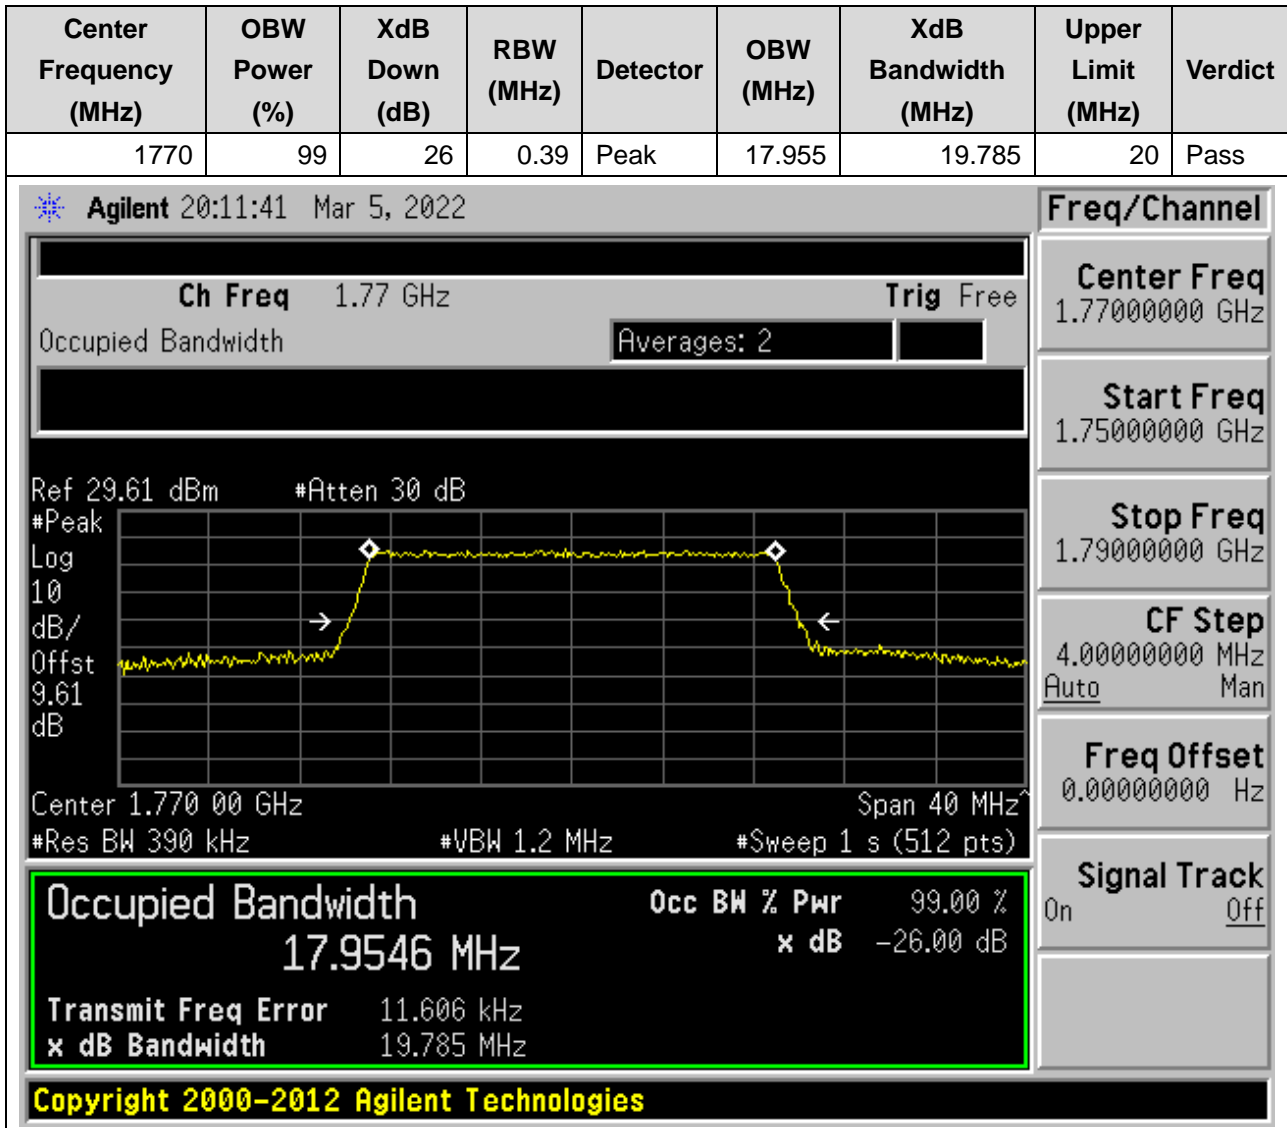 Center Frequency (MHz) OBW Power (%) XdB Down (dB) RBW (MHz) Detector OBW (MHz) XdB Bandwidth (MHz) Upper Limit (MHz) Verdict
1770 99 26 0.39 Peak 17.955 19.785 20 Pass
Agilent 20:11:41 Mar 5, 2022
Freq/Channel
Ch Freq 1.77 GHz Trig Free
Occupied Bandwidth Averages: 2
Ref 29.61 dBm #Atten 30 dB
#Peak
Log
10
dB/
Offst
9.61
dB
Center 1.770 00 GHz Span 40 MHz^
#Res BW 390 kHz #VBW 1.2 MHz #Sweep 1 s (512 pts)
Occupied Bandwidth
17.9546 MHz
Occ BW % Pwr 99.00 %
x dB -26.00 dB
Transmit Freq Error 11.606 kHz
x dB Bandwidth 19.785 MHz
Center Freq
1.77000000 GHz
Start Freq
1.75000000 GHz
Stop Freq
1.79000000 GHz
CF Step
4.00000000 MHz
Auto Man
Freq Offset
0.00000000 Hz
Signal Track
On Off
Copyright 2000-2012 Agilent Technologies